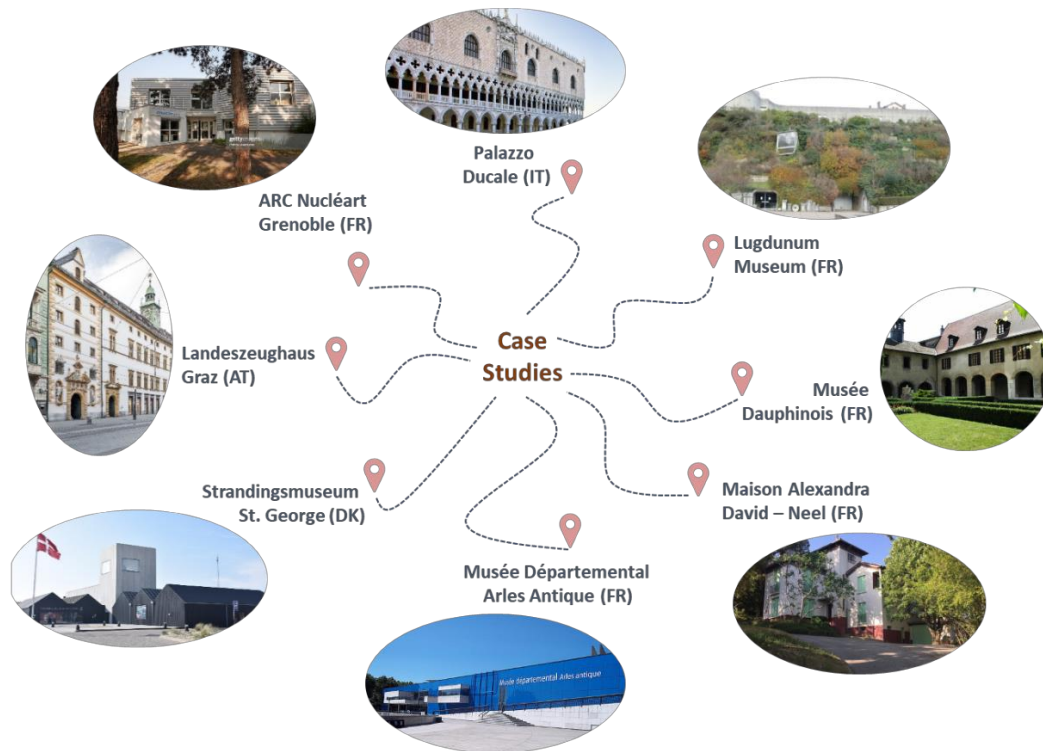 Palazzo
Ducale (IT)
ARC Nucléart
Grenoble (FR)
Lugdunum
Museum (FR)
Case
Studies
Landeszeughaus
Graz (AT)
Musée
Dauphinois (FR)
Strandingsmuseum
St. George (DK)
Maison Alexandra
David – Neel (FR)
Musée Départemental
Arles Antique (FR)
Musée départemental Arles antique
gettyimages